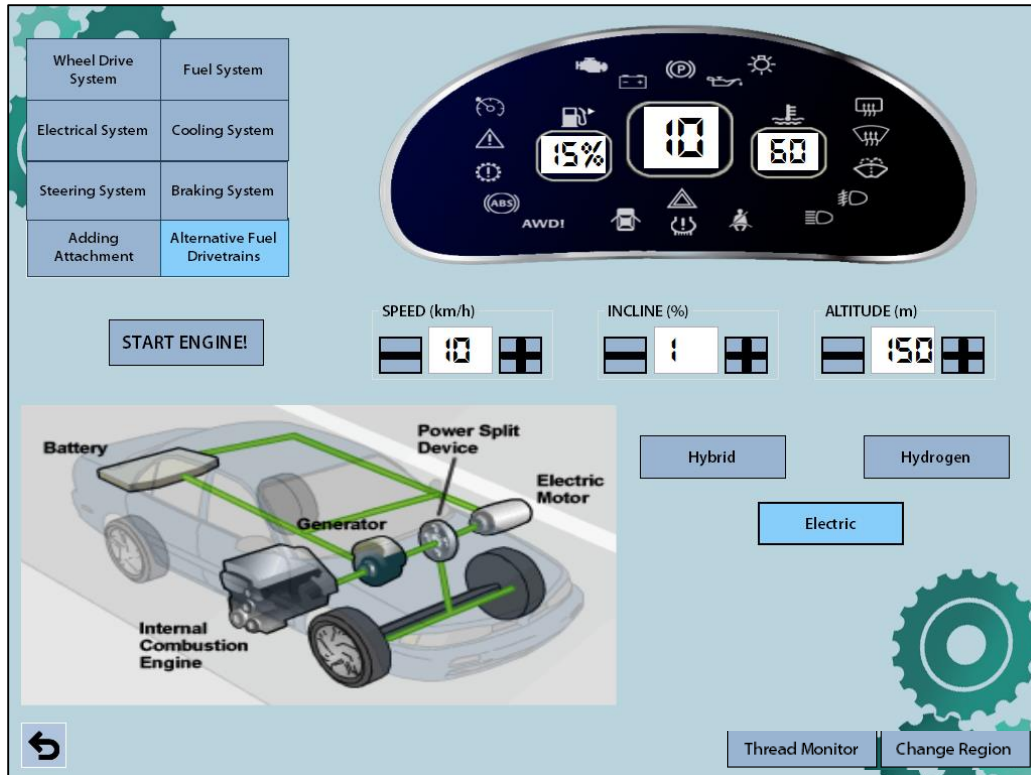 Wheel Drive
System
Fuel System
Electrical System
Cooling System
Steering System
Braking System
Adding
Attachment
Alternative Fuel
Drivetrains
(P)
15%
10
60
(ABS)
AWD!
START ENGINE!
SPEED (km/h)
10
INCLINE (%)
1
ALTITUDE (m)
150
Battery
Power Split
Device
Electric
Motor
Generator
Internal
Combustion
Engine
Hybrid
Hydrogen
Electric
Thread Monitor
Change Region